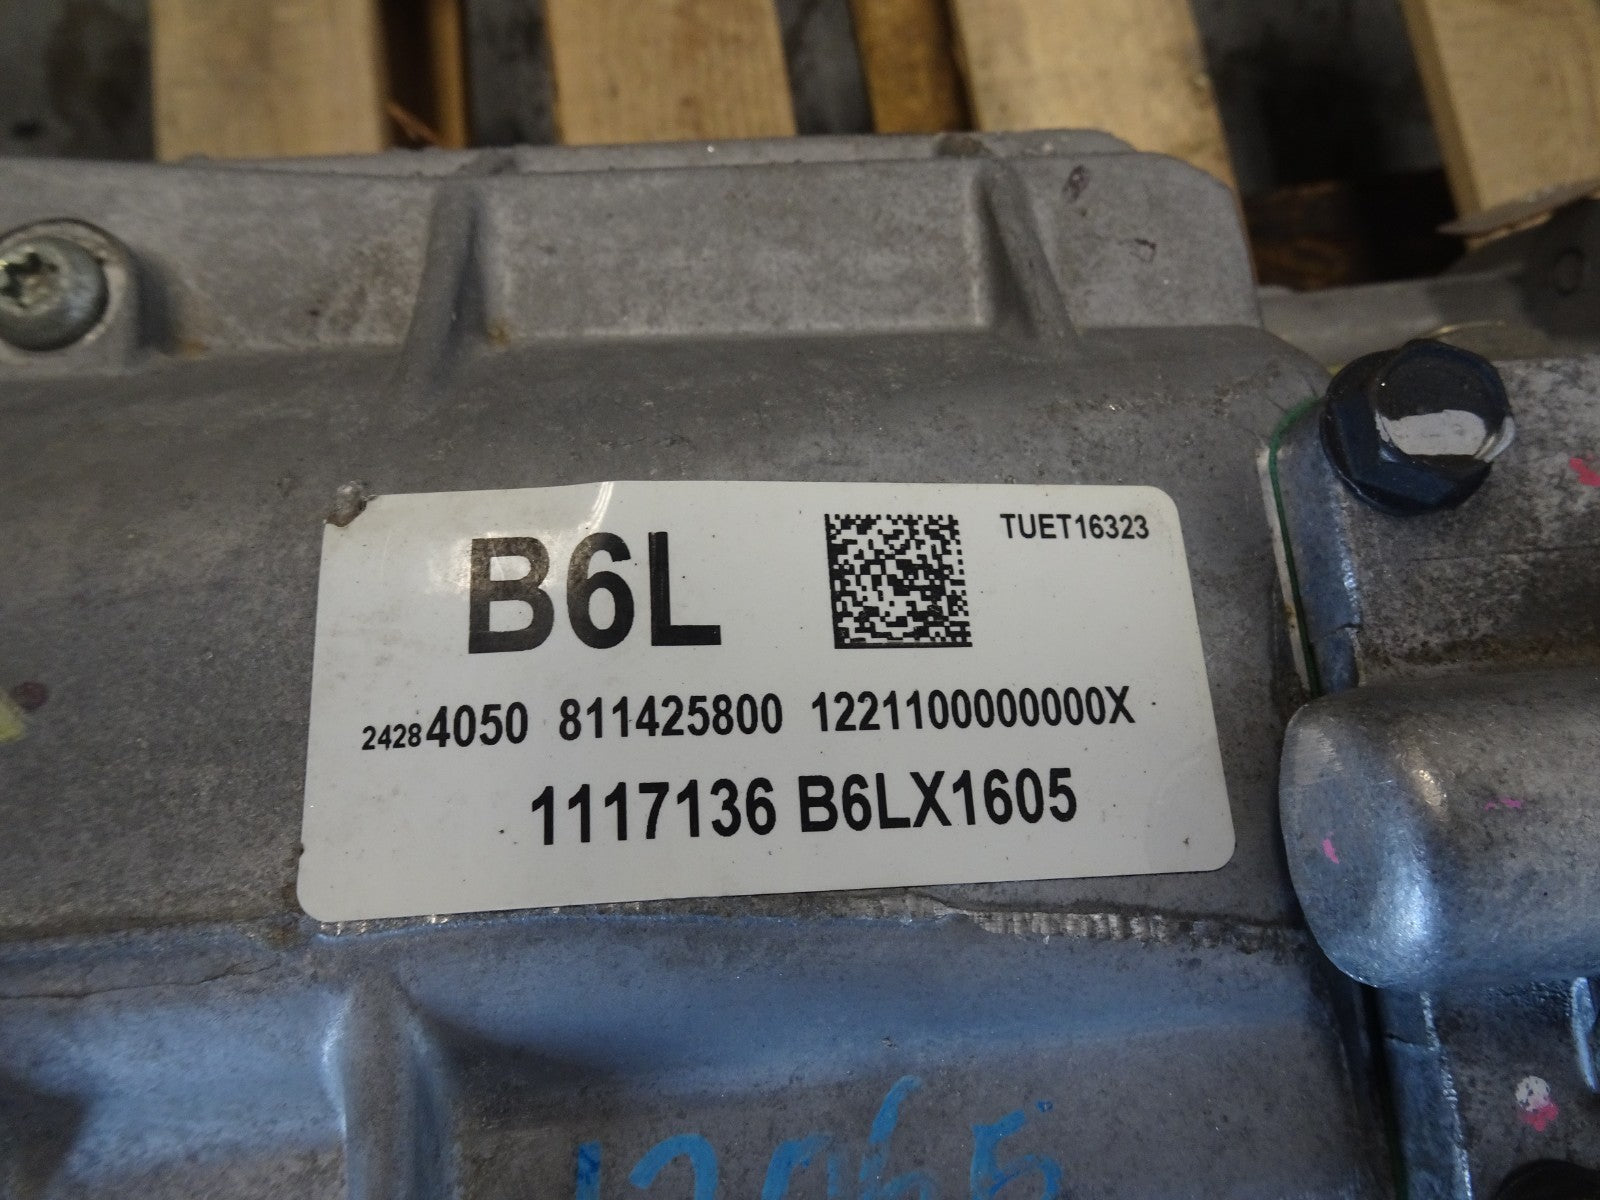 B6L
TUET16323
24284050 811425800 1221100000000X
1117136 B6LX1605